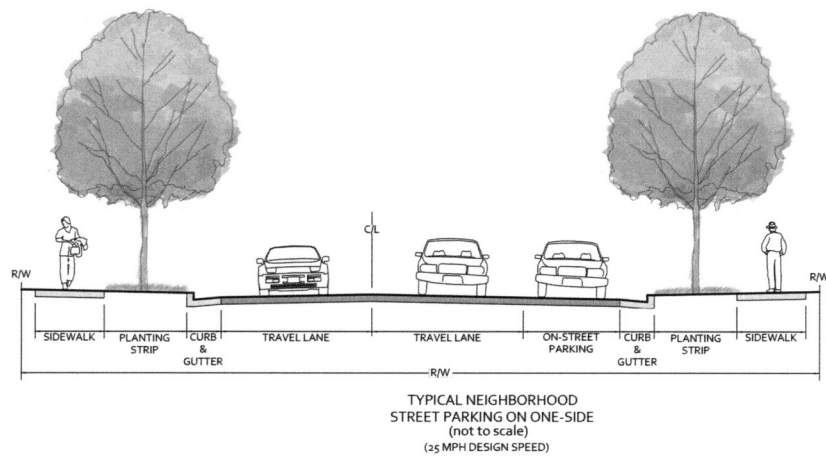 C/L
R/W
R/W
SIDEWALK
PLANTING
STRIP
CURB
&
GUTTER
TRAVEL LANE
TRAVEL LANE
ON-STREET
PARKING
CURB
&
GUTTER
PLANTING
STRIP
SIDEWALK
R/W
TYPICAL NEIGHBORHOOD
STREET PARKING ON ONE-SIDE
(not to scale)
(25 MPH DESIGN SPEED)